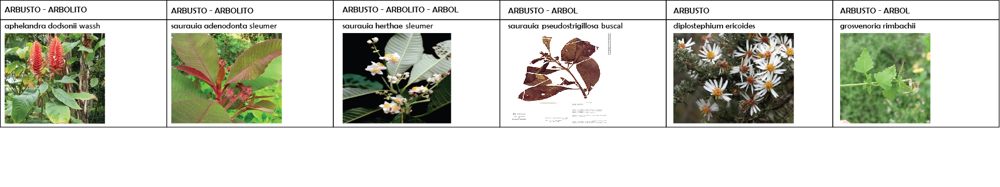 ARBUSTO - ARBOLITO
ARBUSTO - ARBOLITO
ARBUSTO - ARBOLITO - ARBOL
ARBUSTO - ARBOL
ARBUSTO
ARBUSTO - ARBOL
aphelandra dodsonii wassh
saurauia adenodonta sleumer
saurauia herthae sleumer
saurauia pseudostrigillosa buscal
diplostephium ericoides
grosvenoria rimbachii